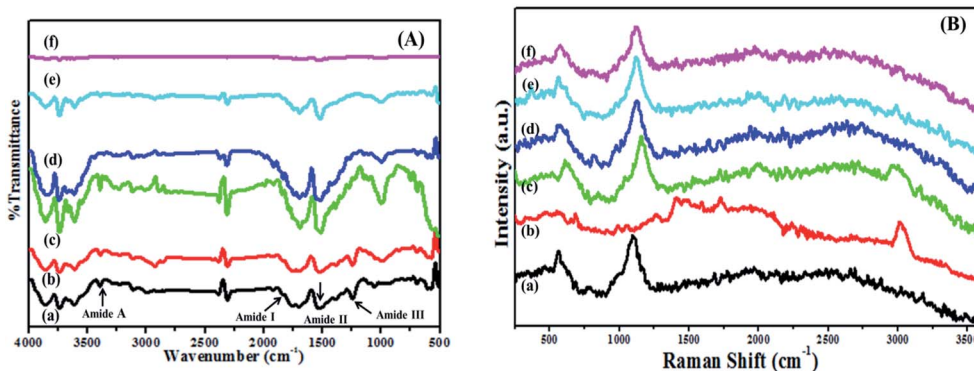 (A)
(f)
(e)
(d)
(c)
(b)
(a)
Amide A
Amide I
Amide II
Amide III
%Transmittance
4000 3500 3000 2500 2000 1500 1000 500
Wavenumber (cm⁻¹)
(B)
(f)
(e)
(d)
(c)
(b)
(a)
Intensity (a.u.)
500 1000 1500 2000 2500 3000 3500
Raman Shift (cm⁻¹)